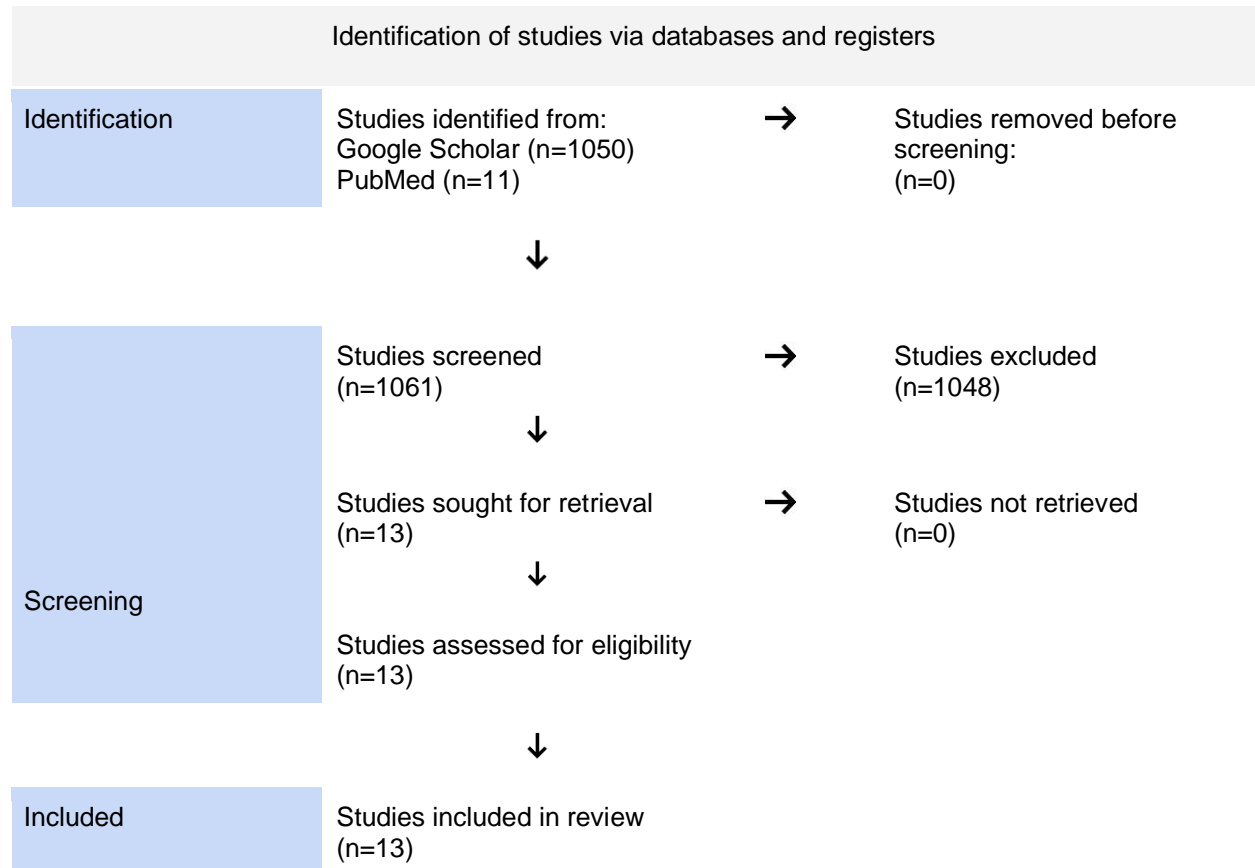 Identification of studies via databases and registers
Identification
Studies identified from:
Google Scholar (n=1050)
PubMed (n=11)
→
Studies removed before
screening:
(n=0)
↓
Studies screened
(n=1061)
→
Studies excluded
(n=1048)
↓
Studies sought for retrieval
(n=13)
→
Studies not retrieved
(n=0)
↓
Screening
Studies assessed for eligibility
(n=13)
↓
Included
Studies included in review
(n=13)